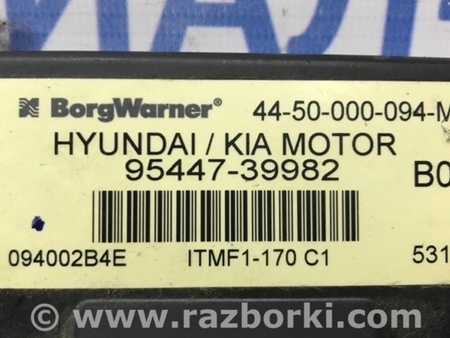 BorgWarner® 44-50-000-094-M
HYUNDAI / KIA MOTOR
95447-39982 B0
094002B4E ITMF1-170 C1 531
www.razborki.com